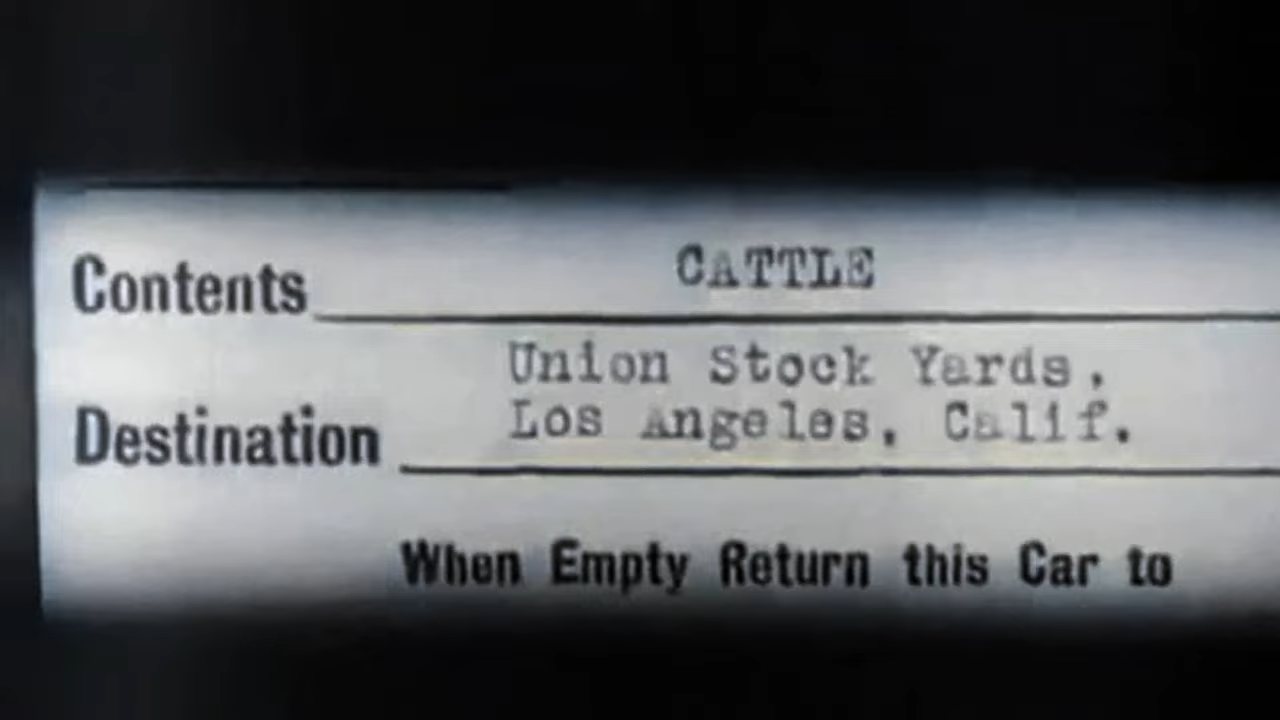 Contents CATTLE
Union Stock Yards,
Los Angeles, Calif.
Destination
When Empty Return this Car to